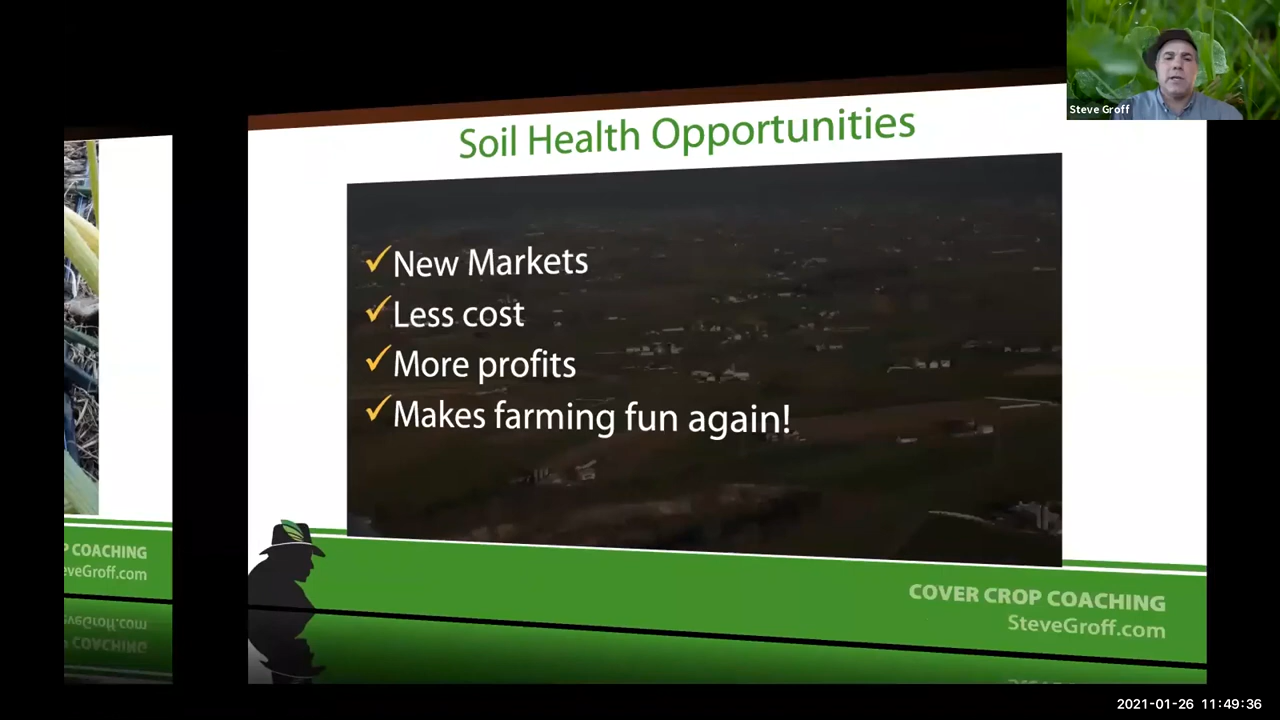 Steve Groff
Soil Health Opportunities
New Markets
Less cost
More profits
Makes farming fun again!
P COACHING
eveGroff.com
COVER CROP COACHING
SteveGroff.com
2021-01-26 11:49:36